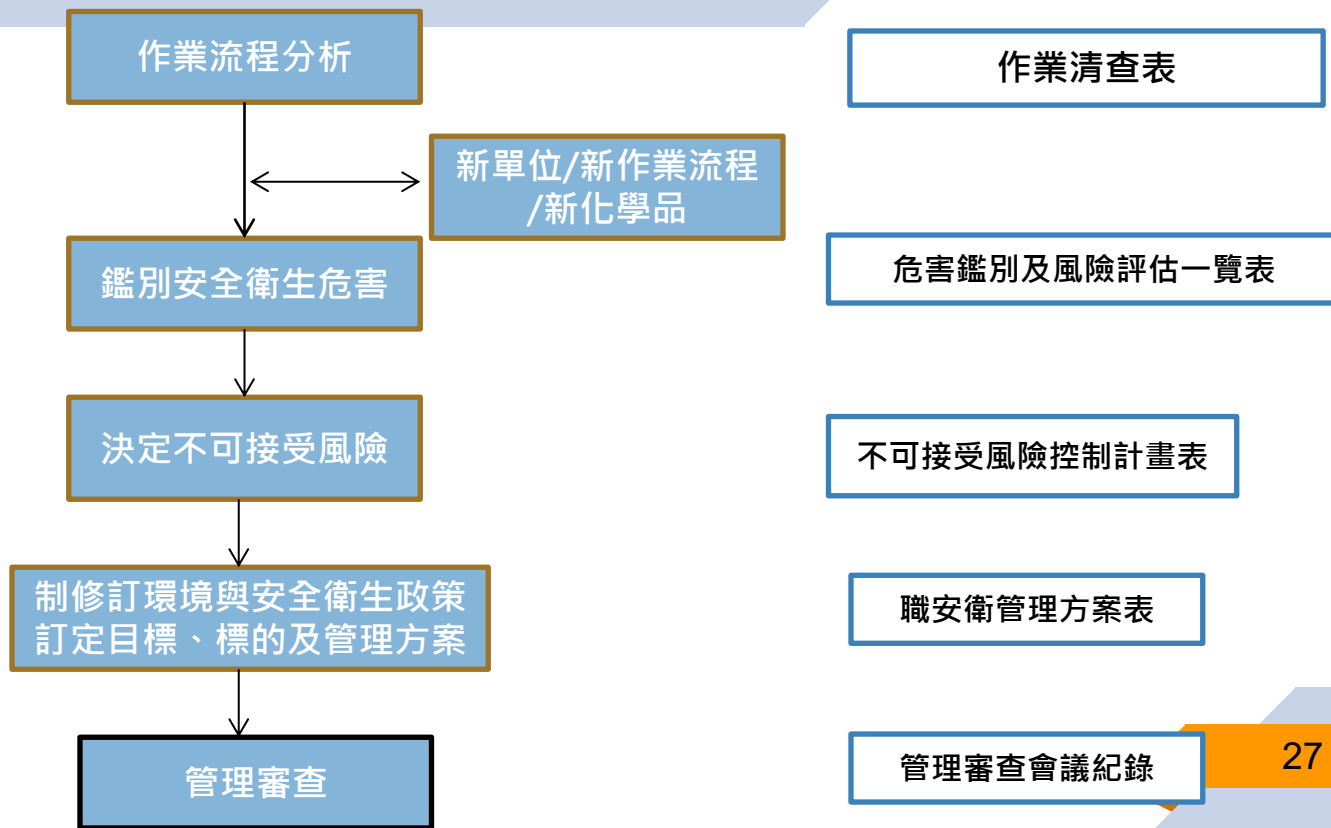 作業流程分析
作業清查表
新單位/新作業流程
/新化學品
鑑別安全衛生危害
危害鑑別及風險評估一覽表
決定不可接受風險
不可接受風險控制計畫表
制修訂環境與安全衛生政策
訂定目標、標的及管理方案
職安衛管理方案表
管理審查
管理審查會議紀錄
27